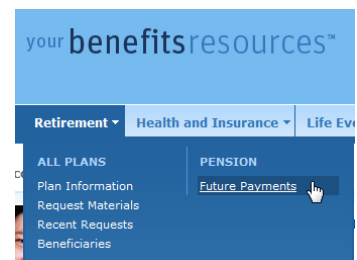 your benefitsresources™
Retirement Health and Insurance Life Eve
ALL PLANS PENSION
Plan Information Future Payments
Request Materials
Recent Requests
Beneficiaries